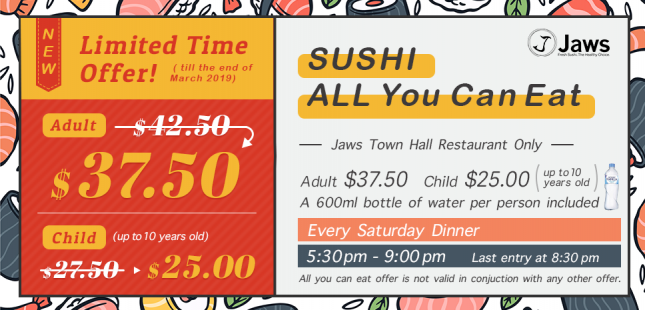 NEW
Limited Time
Offer! ( till the end of
March 2019)
Adult $42.50
$37.50
Child (up to 10 years old)
$27.50 $25.00
Jaws
Fresh Sushi, The Healthy Choice
SUSHI
ALL You Can Eat
Jaws Town Hall Restaurant Only
Adult $37.50 Child $25.00 (up to 10
years old)
A 600ml bottle of water per person included
Every Saturday Dinner
5:30pm - 9:00pm Last entry at 8:30 pm
All you can eat offer is not valid in conjuction with any other offer.